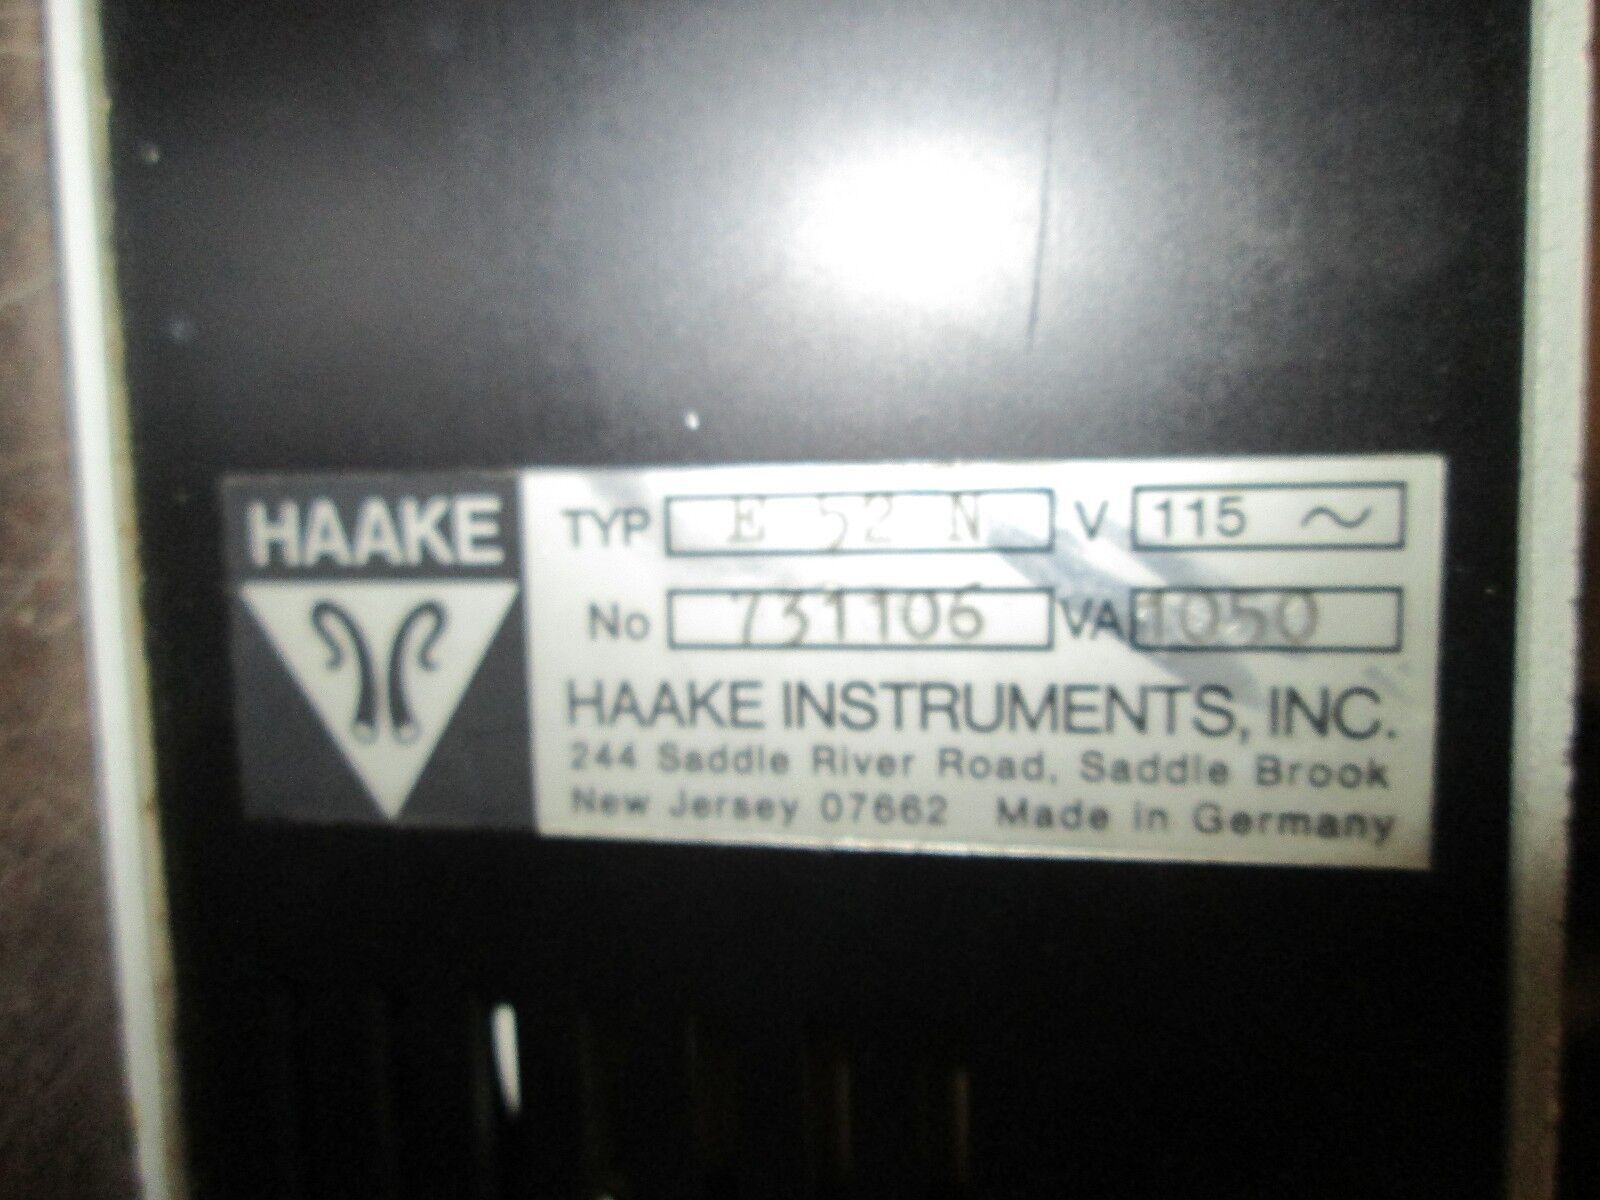 HAAKE
TYP E 52 N V 115 ~
No 731106 VA 1050
HAAKE INSTRUMENTS, INC.
244 Saddle River Road, Saddle Brook
New Jersey 07662 Made in Germany